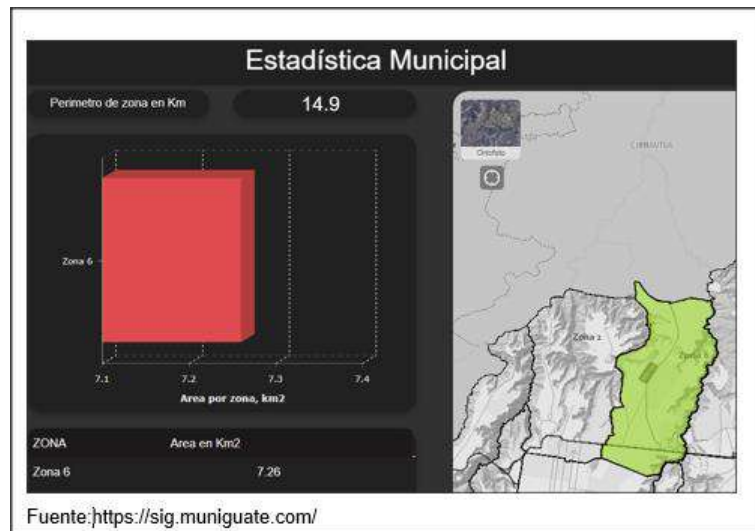 Estadística Municipal
Perimetro de zona en Km
14.9
Ortofoto
Zona 6
7.1 7.2 7.3 7.4
Area por zona, km2
ZONA Area en Km2
Zona 6 7.26
Zona 2
Zona 6
Fuente:https://sig.muniguate.com/